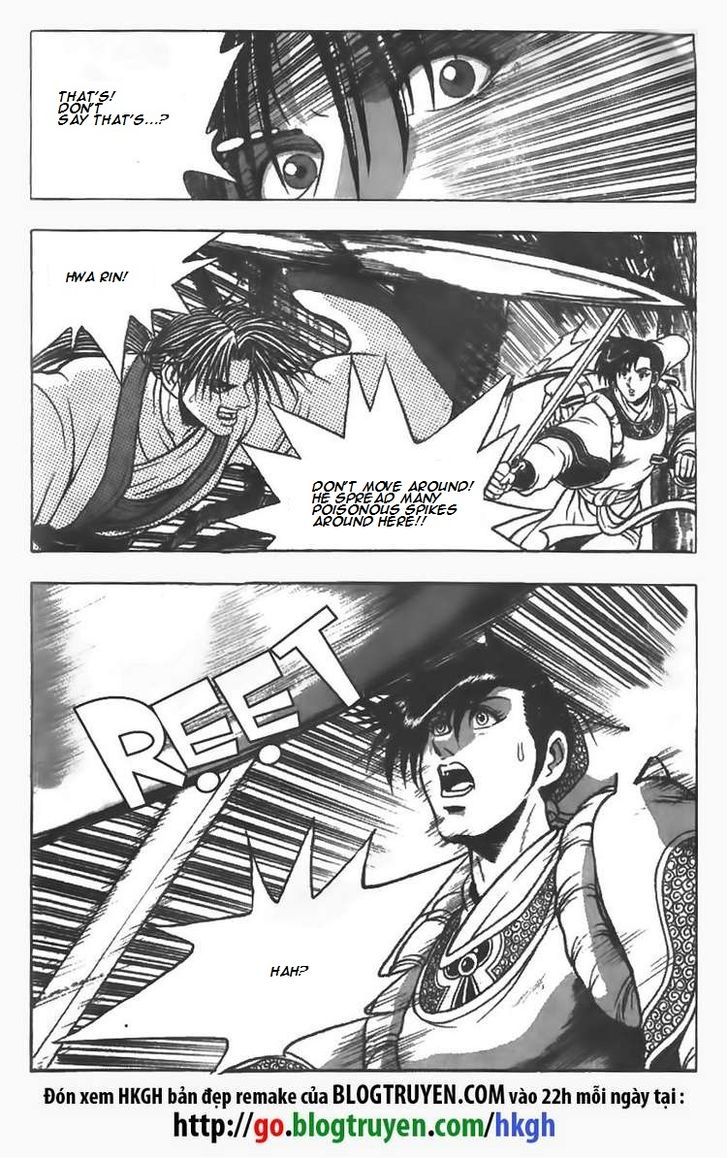 THAT'S!
DON'T
SAY THAT'S...?
HWA RIN!
DON'T MOVE AROUND!
HE SPREAD MANY
POISONOUS SPIKES
AROUND HERE!!
RẸẸT
HAH?
Đón xem HKGH bản đẹp remake của BLOGTRUYEN.COM vào 22h mỗi ngày tại :
http://go.blogtruyen.com/hkgh